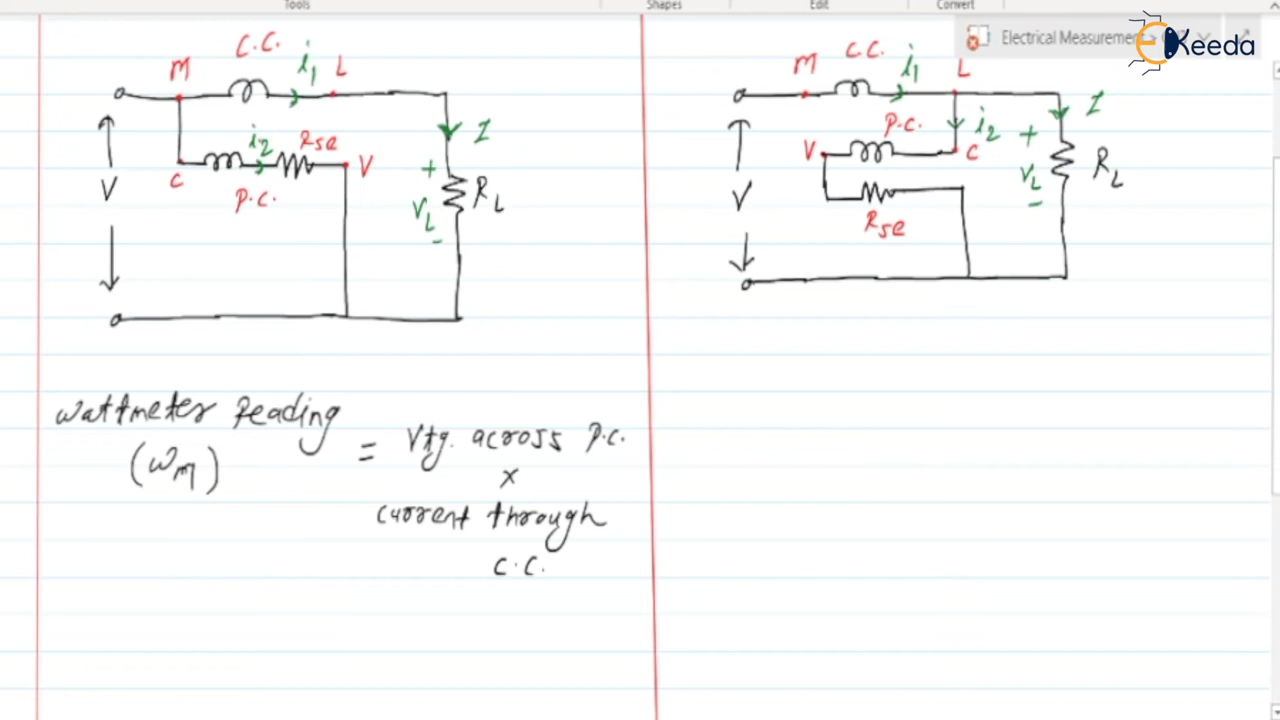 Tools Shapes Edit Convert
Electrical Measurement >
EKeeda
C.C.
M i1 L
i2 Rse
C P.C. V
I
+
V VL RL
-
C.C.
M i1 L
P.C. i2 I
V C
+
V VL RL
-
Rse
Wattmeter Reading
(Wm)
= Vtg. across P.C.
x
current through
C.C.